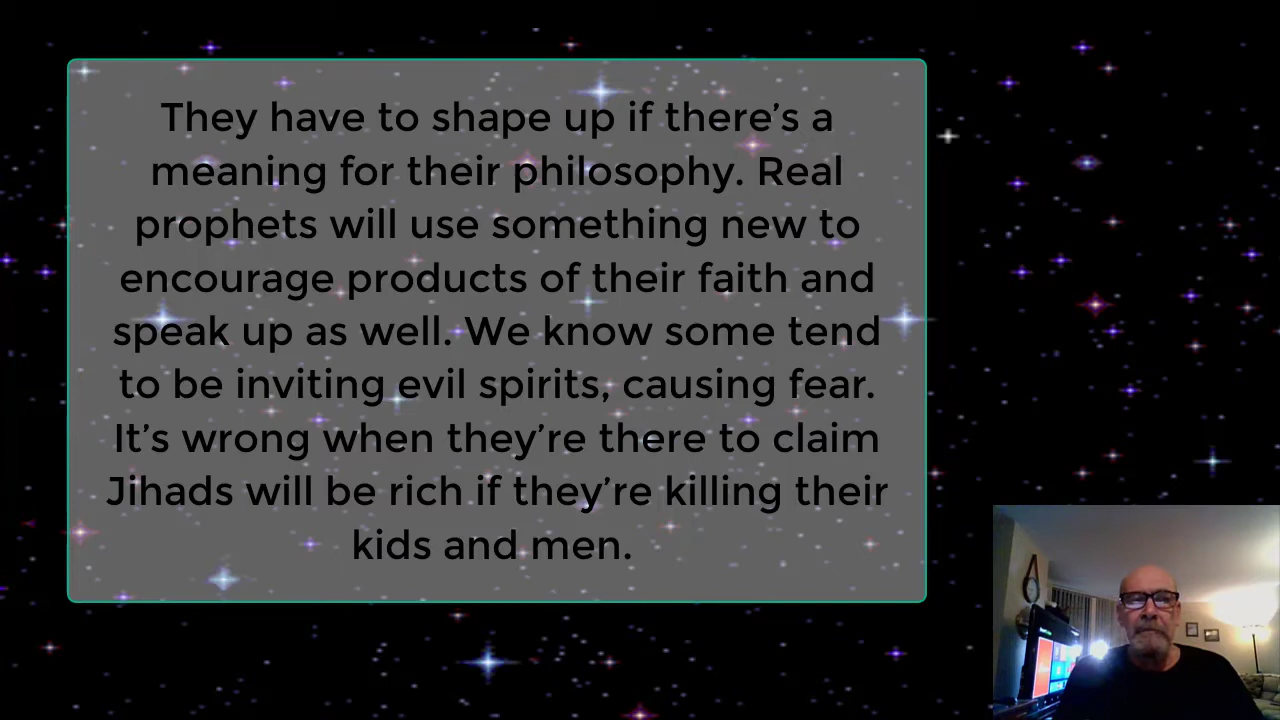 They have to shape up if there’s a
meaning for their philosophy. Real
prophets will use something new to
encourage products of their faith and
speak up as well. We know some tend
to be inviting evil spirits, causing fear.
It’s wrong when they’re there to claim
Jihads will be rich if they’re killing their
kids and men.